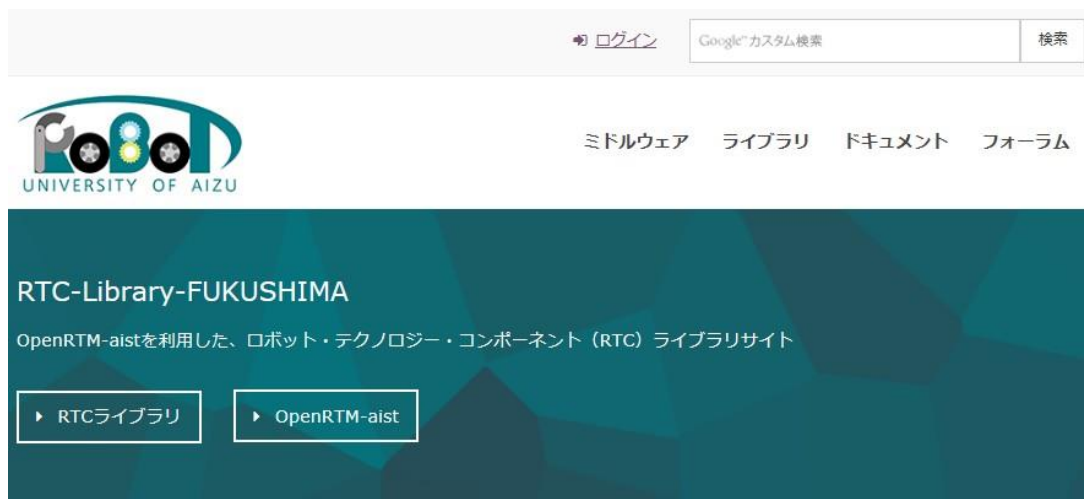 ログイン
Google™カスタム検索
検索
RoBoT
UNIVERSITY OF AIZU
ミドルウェア ライブラリ ドキュメント フォーラム
RTC-Library-FUKUSHIMA
OpenRTM-aistを利用した、ロボット・テクノロジー・コンポーネント（RTC）ライブラリサイト
RTCライブラリ
OpenRTM-aist